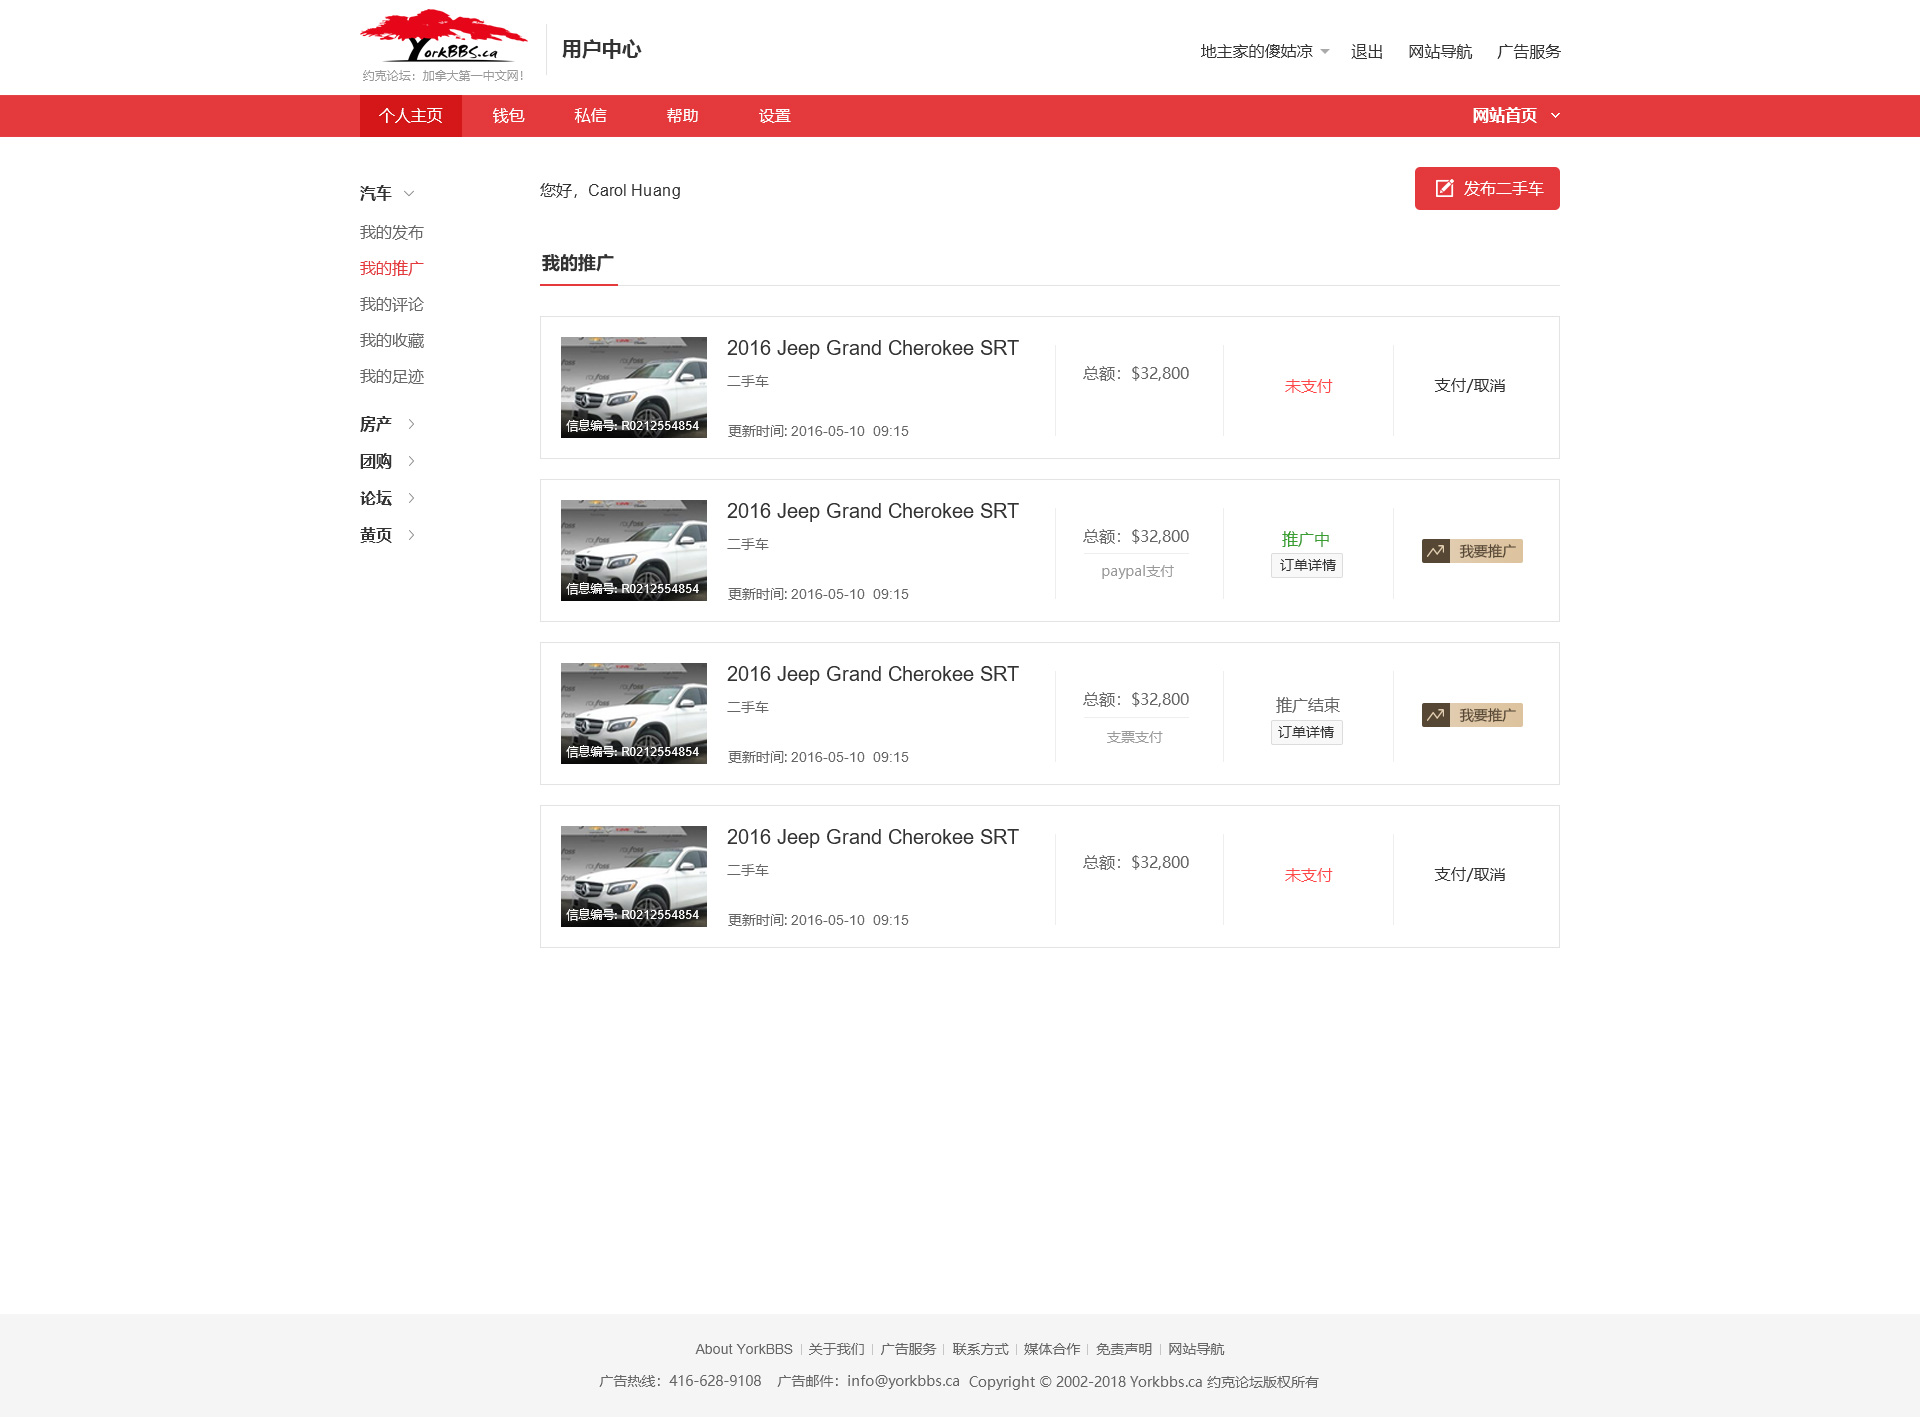 YorkBBS.ca
约克论坛：加拿大第一中文网！
用户中心
地主家的傻姑凉 退出 网站导航 广告服务
个人主页 钱包 私信 帮助 设置 网站首页
汽车
我的发布
我的推广
我的评论
我的收藏
我的足迹
房产
团购
论坛
黄页
您好，Carol Huang
发布二手车
我的推广
2016 Jeep Grand Cherokee SRT
二手车
信息编号: R0212554854
更新时间: 2016-05-10 09:15
总额：$32,800
未支付
支付/取消
2016 Jeep Grand Cherokee SRT
二手车
信息编号: R0212554854
更新时间: 2016-05-10 09:15
总额：$32,800
paypal支付
推广中
订单详情
我要推广
2016 Jeep Grand Cherokee SRT
二手车
信息编号: R0212554854
更新时间: 2016-05-10 09:15
总额：$32,800
支票支付
推广结束
订单详情
我要推广
2016 Jeep Grand Cherokee SRT
二手车
信息编号: R0212554854
更新时间: 2016-05-10 09:15
总额：$32,800
未支付
支付/取消
About YorkBBS 关于我们 广告服务 联系方式 媒体合作 免责声明 网站导航
广告热线：416-628-9108 广告邮件：info@yorkbbs.ca Copyright © 2002-2018 Yorkbbs.ca 约克论坛版权所有